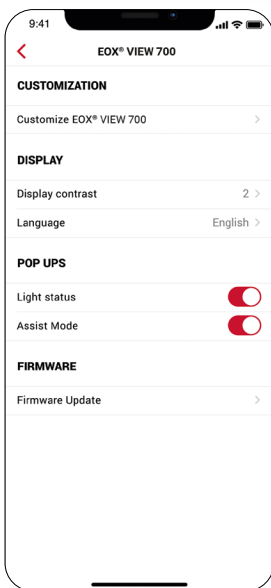 9:41
EOX® VIEW 700
CUSTOMIZATION
Customize EOX® VIEW 700
DISPLAY
Display contrast 2
Language English
POP UPS
Light status
Assist Mode
FIRMWARE
Firmware Update